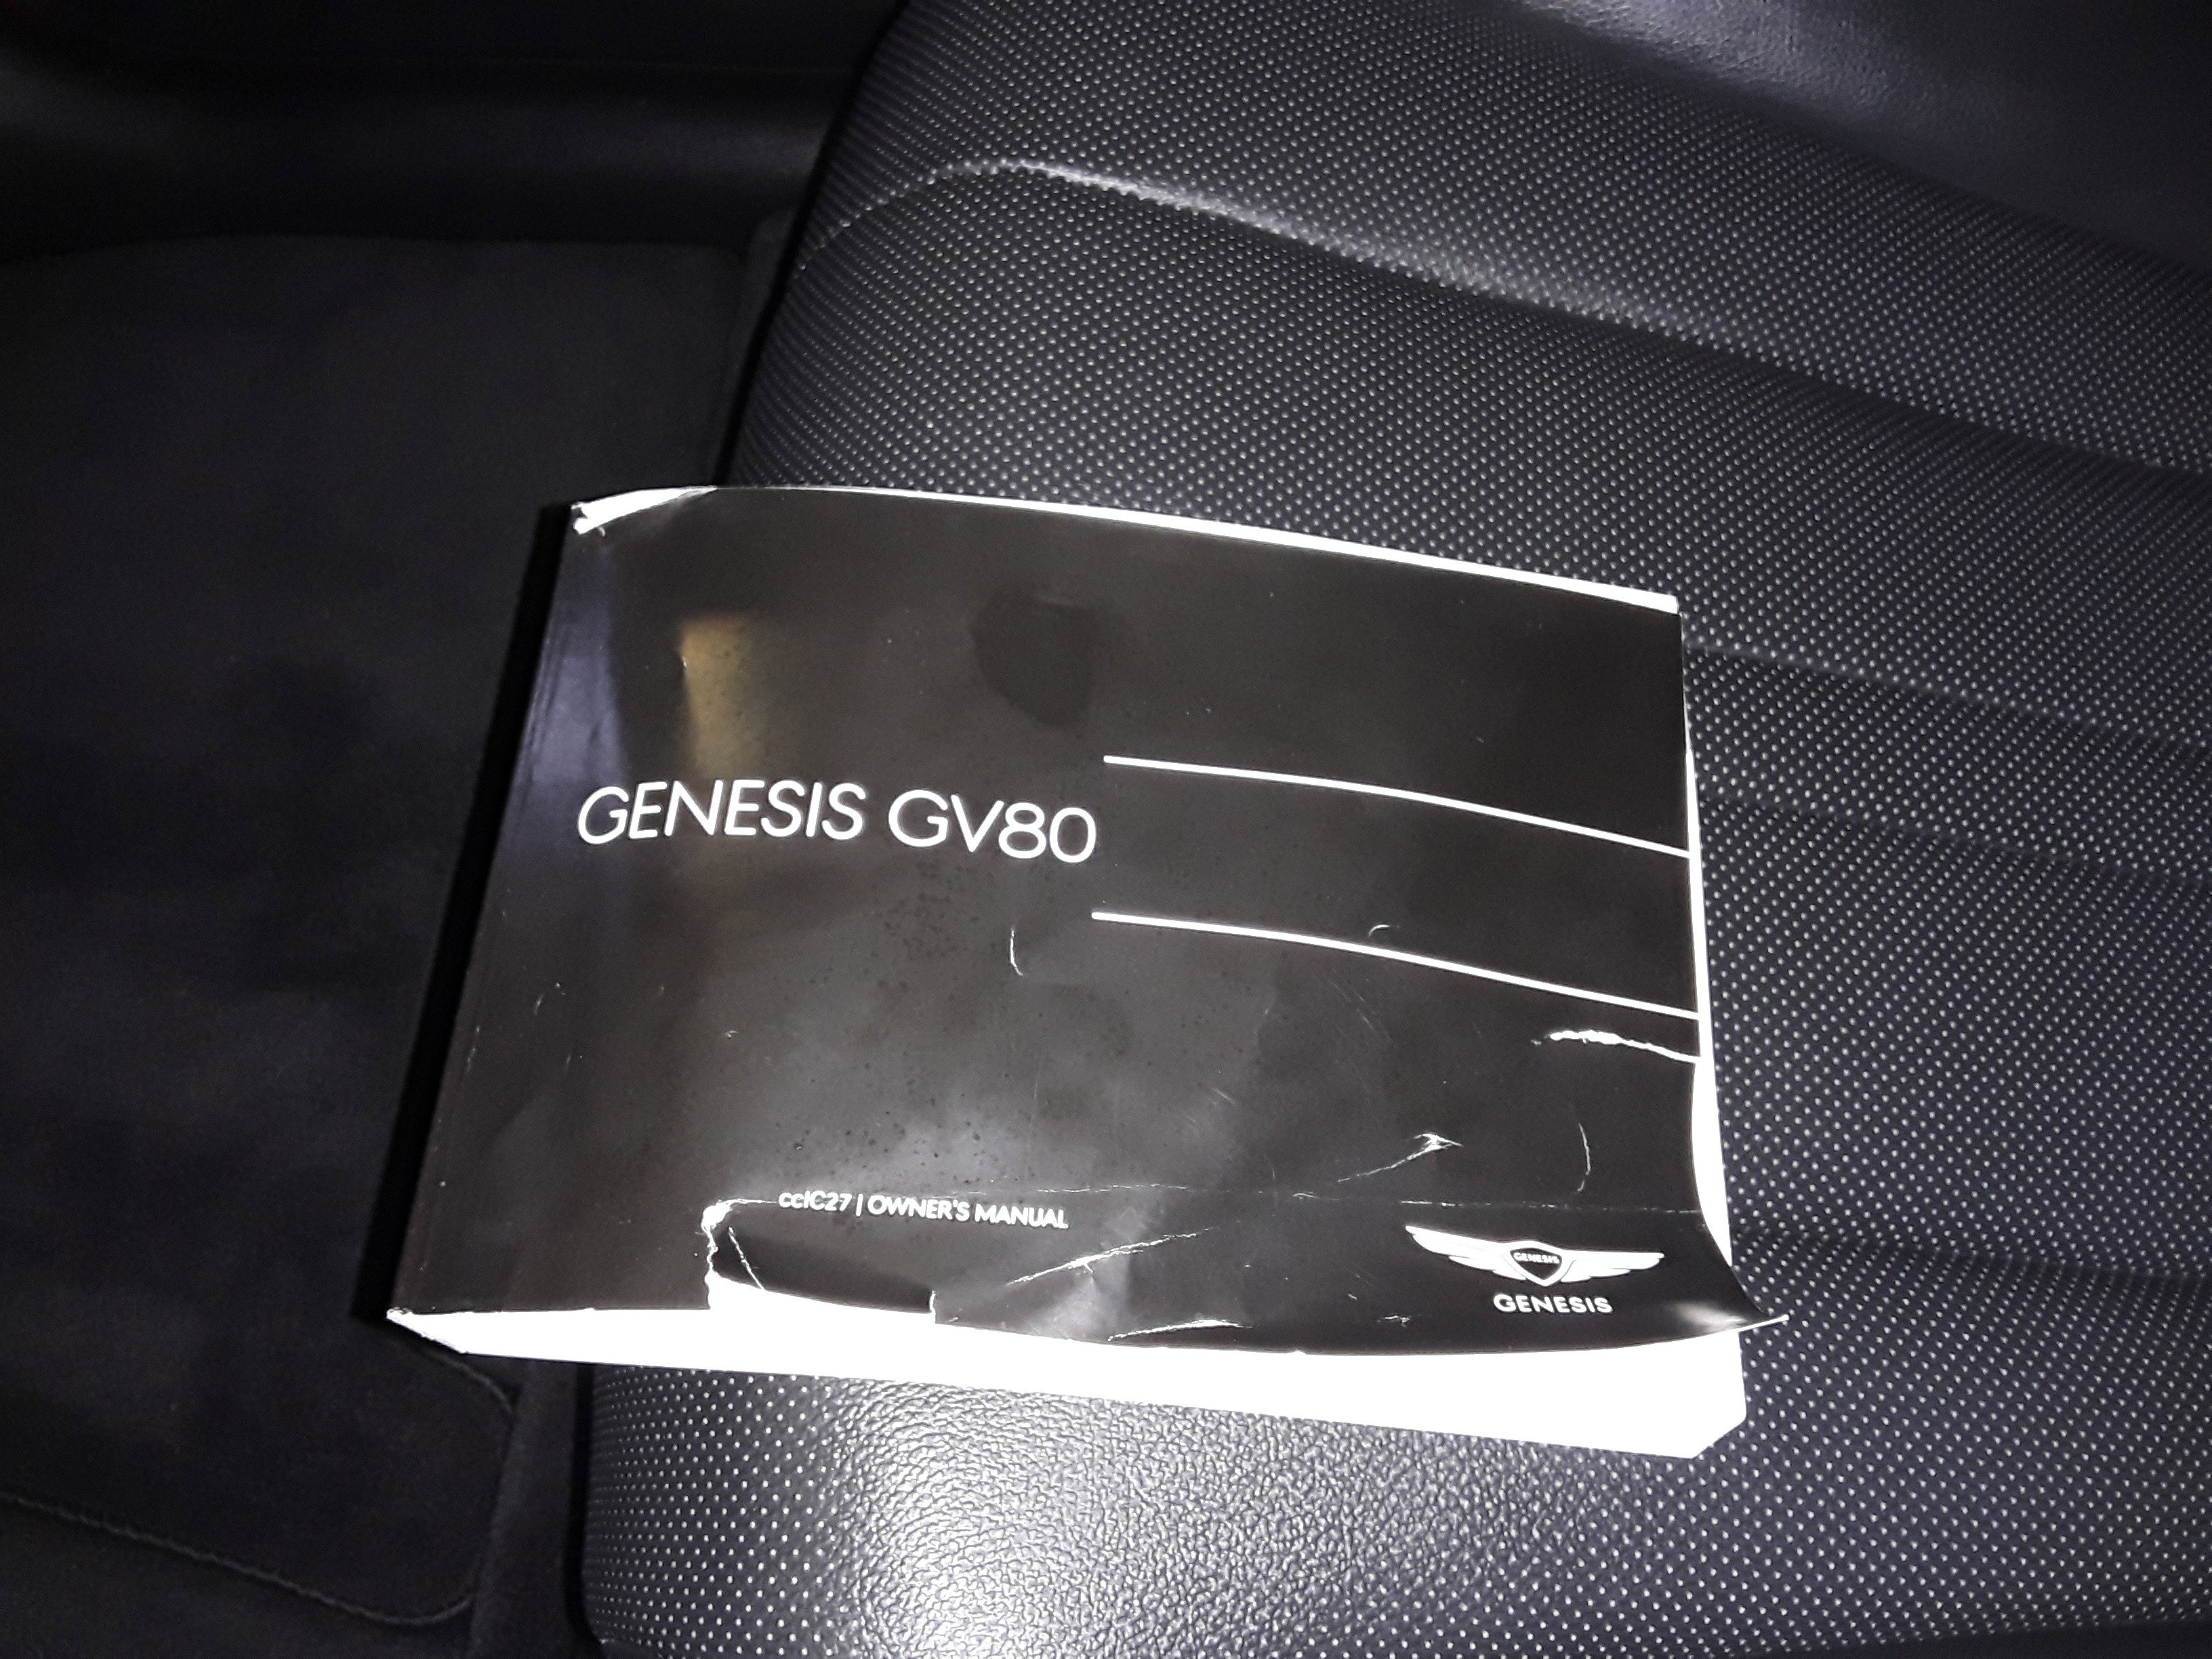 GENESIS GV80
ccIC27 | OWNER'S MANUAL
GENESIS
GENESIS